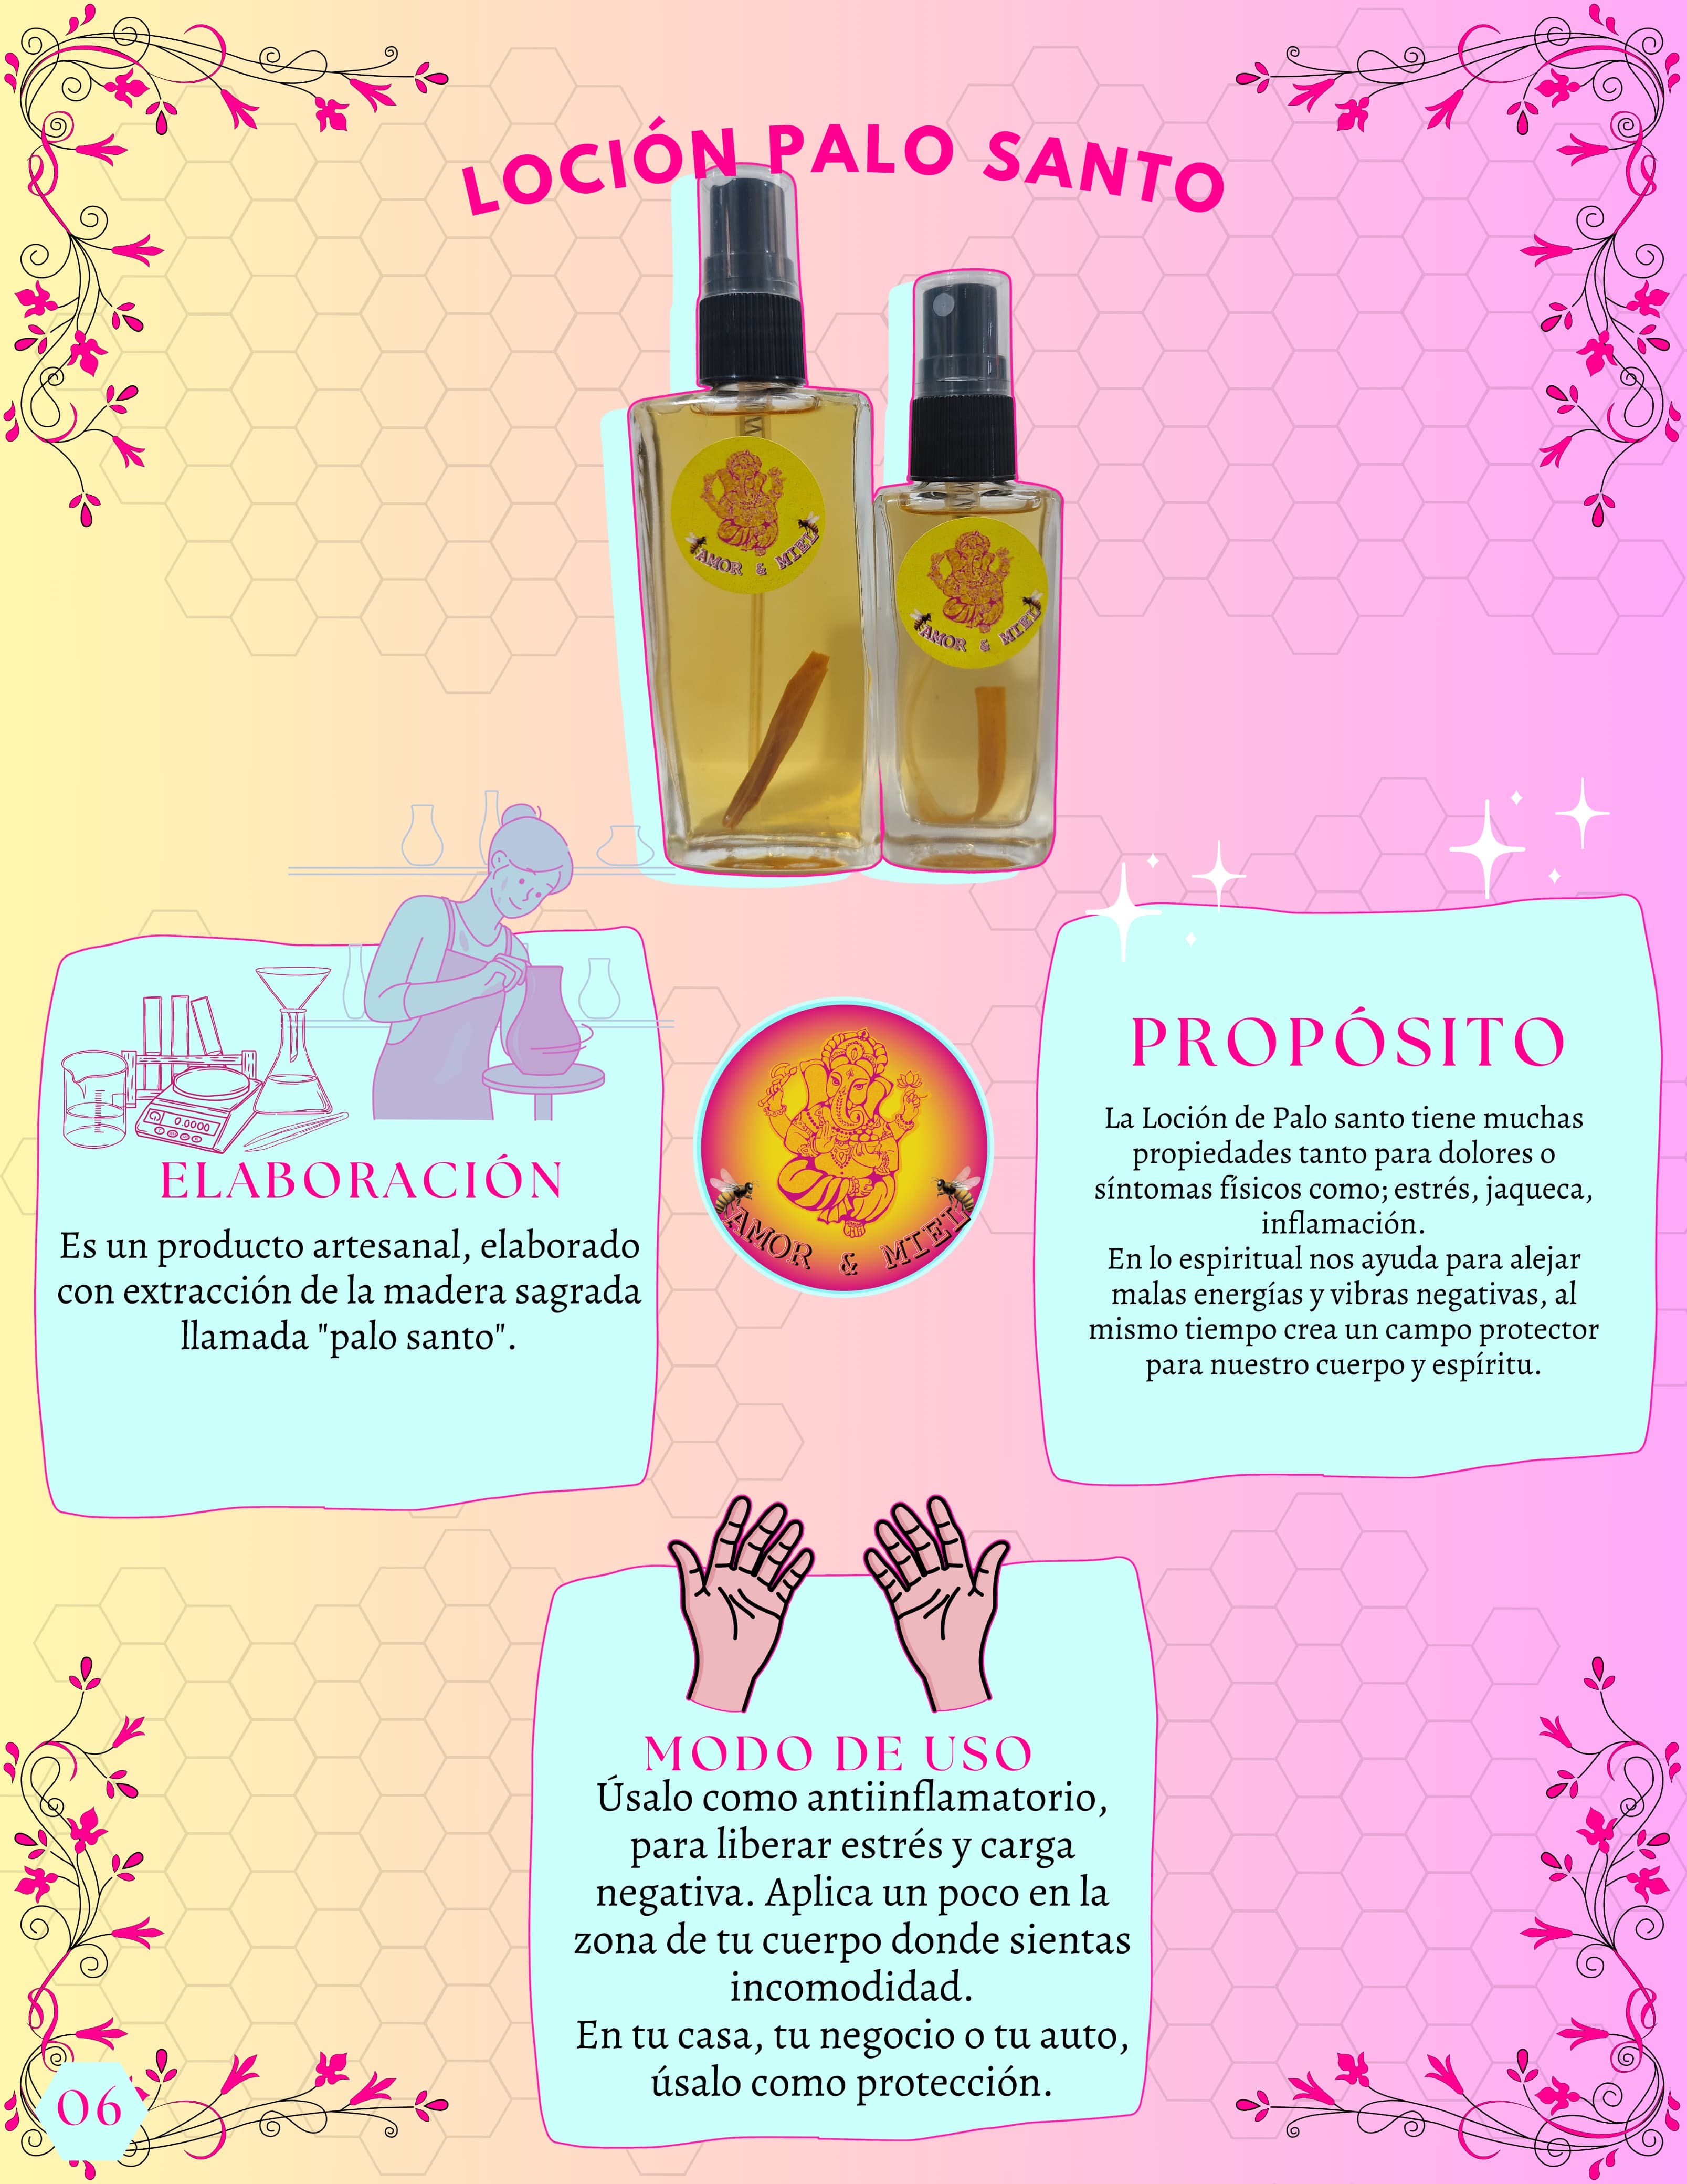 LOCIÓN PALO SANTO
AMOR & MIEL
AMOR & MIEL
ELABORACIÓN
Es un producto artesanal, elaborado
con extracción de la madera sagrada
llamada "palo santo".
0.0000
AMOR & MIEL
PROPÓSITO
La Loción de Palo santo tiene muchas
propiedades tanto para dolores o
síntomas físicos como; estrés, jaqueca,
inflamación.
En lo espiritual nos ayuda para alejar
malas energías y vibras negativas, al
mismo tiempo crea un campo protector
para nuestro cuerpo y espíritu.
MODO DE USO
Úsalo como antiinflamatorio,
para liberar estrés y carga
negativa. Aplica un poco en la
zona de tu cuerpo donde sientas
incomodidad.
En tu casa, tu negocio o tu auto,
úsalo como protección.
06